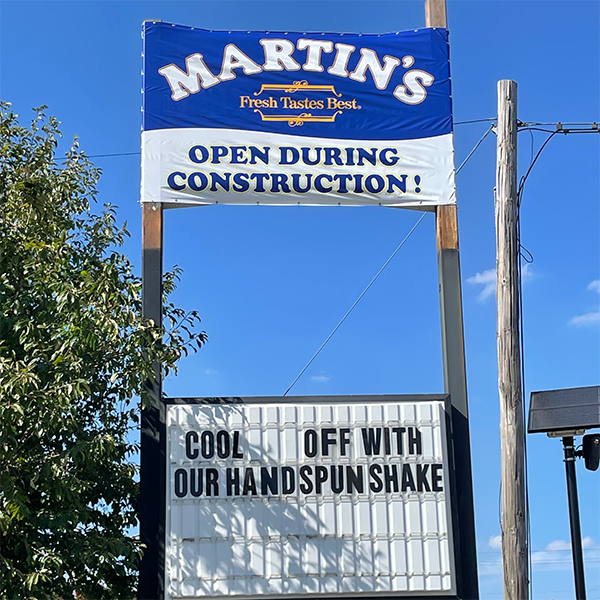 MARTIN'S
Fresh Tastes Best.
OPEN DURING
CONSTRUCTION!
COOL OFF WITH
OUR HANDSPUN SHAKE